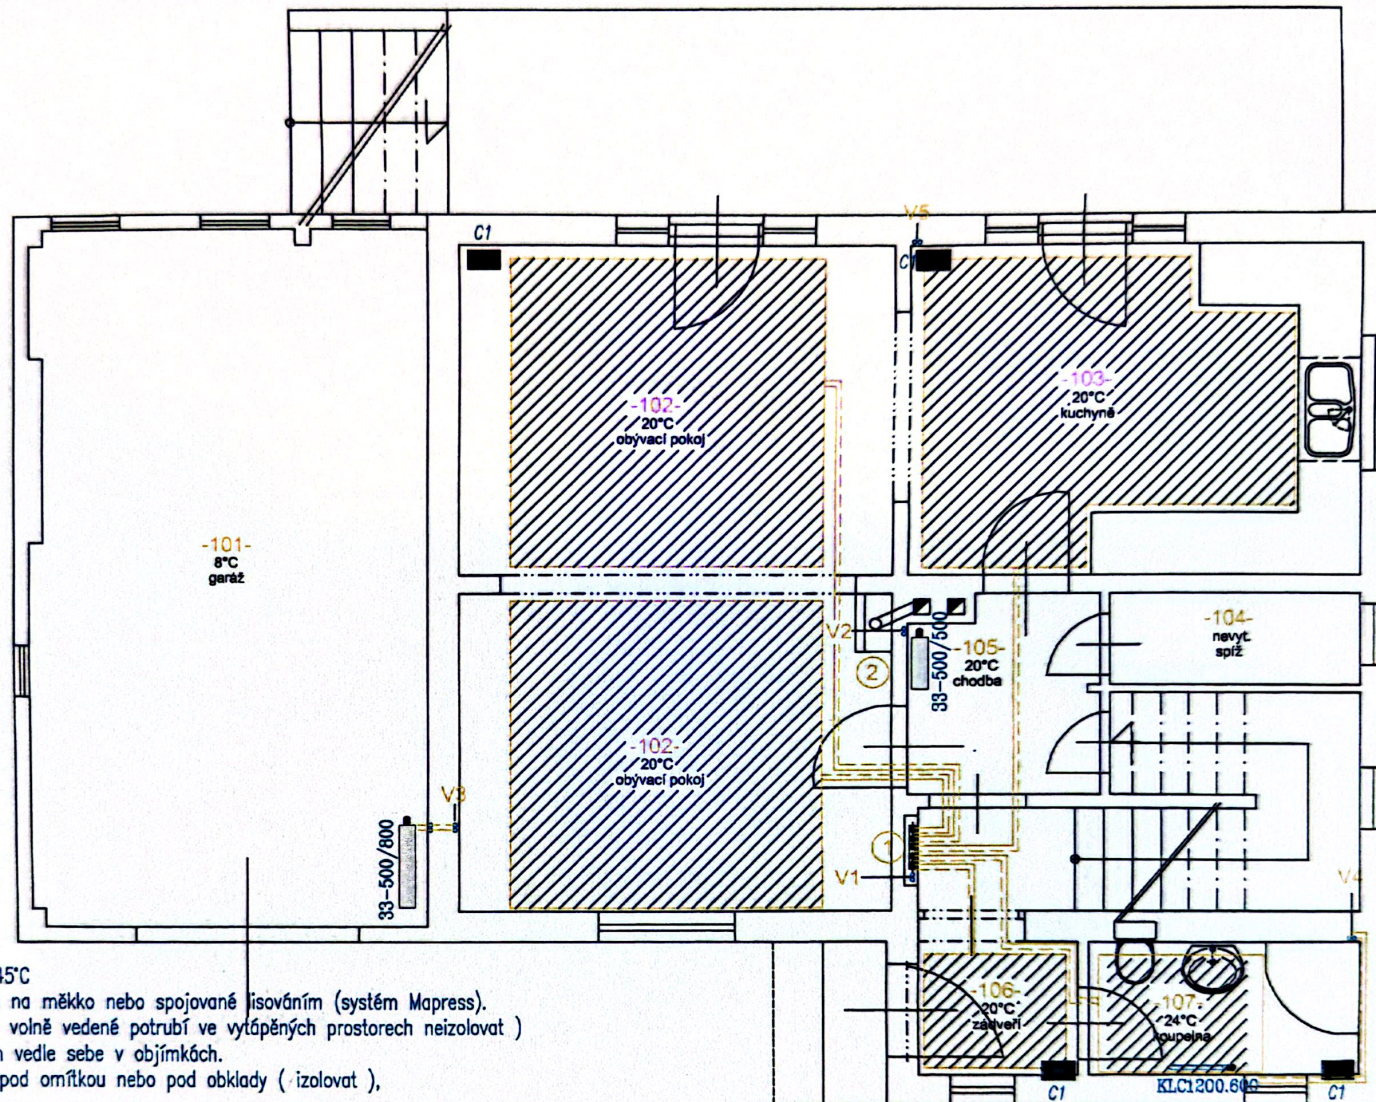 V5
C1
C1
-103-
20°C
kuchyně
-102-
20°C
obývací pokoj
-101-
8°C
garáž
-104-
nevyt.
spíž
V2
33-500/500
-105-
20°C
chodba
2
-102-
20°C
obývací pokoj
V3
33-500/800
1
V1
V4
45°C
na měkko nebo spojované lisováním (systém Mapress).
volně vedené potrubí ve vytápěných prostorech neizolovat )
vedle sebe v objímkách.
pod omítkou nebo pod obklady ( izolovat ),
-106-
20°C
zádveří
-107-
24°C
koupelna
KLC1200.600
C1
C1